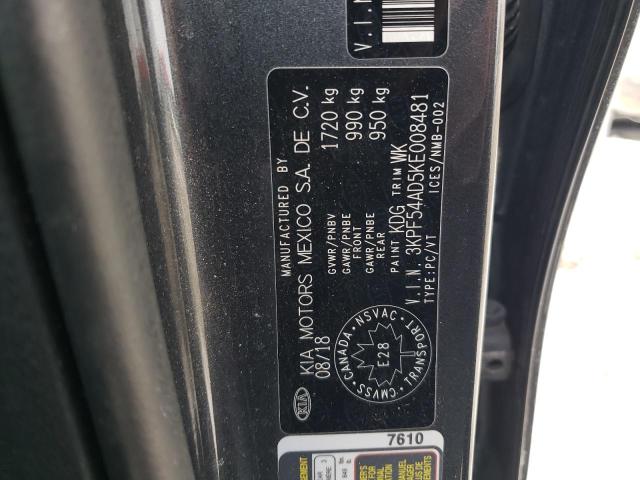 V.I.N
MANUFACTURED BY
KIA KIA MOTORS MEXICO S.A. DE C.V.
08/18
GVWR/PNBV 1720 kg
GAWR/PNBE FRONT 990 kg
GAWR/PNBE REAR 950 kg
PAINT KDG TRIM WK
V.I.N 3KPF54AD5KE008481
TYPE:PC/VT ICES/NMB-002
CANADA NSVAC
E28
CMVSS TRANSPORT
7610